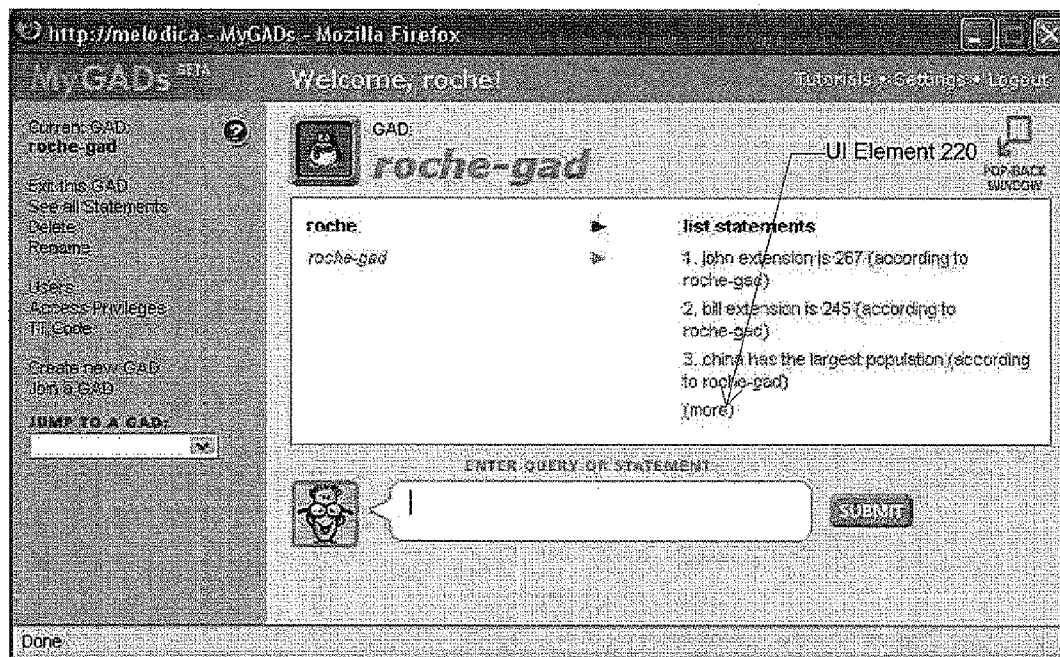 http://melodica - MyGADs - Mozilla Firefox
MyGADs BETA
Welcome, roche!
Tutorials • Settings • Logout
Current GAD:
roche-gad
?
Exit this GAD
See all Statements
Delete
Rename
Users
Access Privileges
TIL Code
Create new GAD
Join a GAD
JUMP TO A GAD:
GAD:
roche-gad
UI Element 220
POP-BACK
WINDOW
roche
list statements
roche-gad
1. john extension is 267 (according to
roche-gad)
2. bill extension is 245 (according to
roche-gad)
3. china has the largest population (according
to roche-gad)
(more)
ENTER QUERY OR STATEMENT
SUBMIT
Done